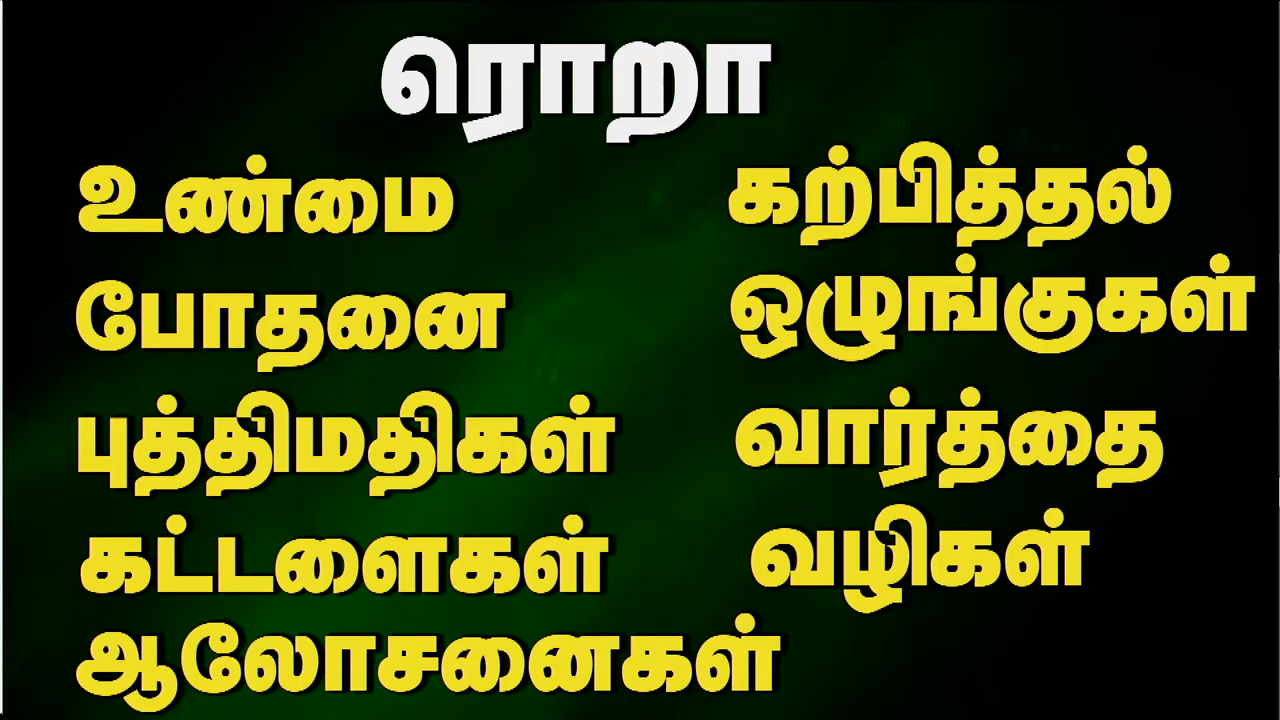 ரொறா
உண்மை
போதனை
புத்திமதிகள்
கட்டளைகள்
ஆலோசனைகள்
கற்பித்தல்
ஒழுங்குகள்
வார்த்தை
வழிகள்